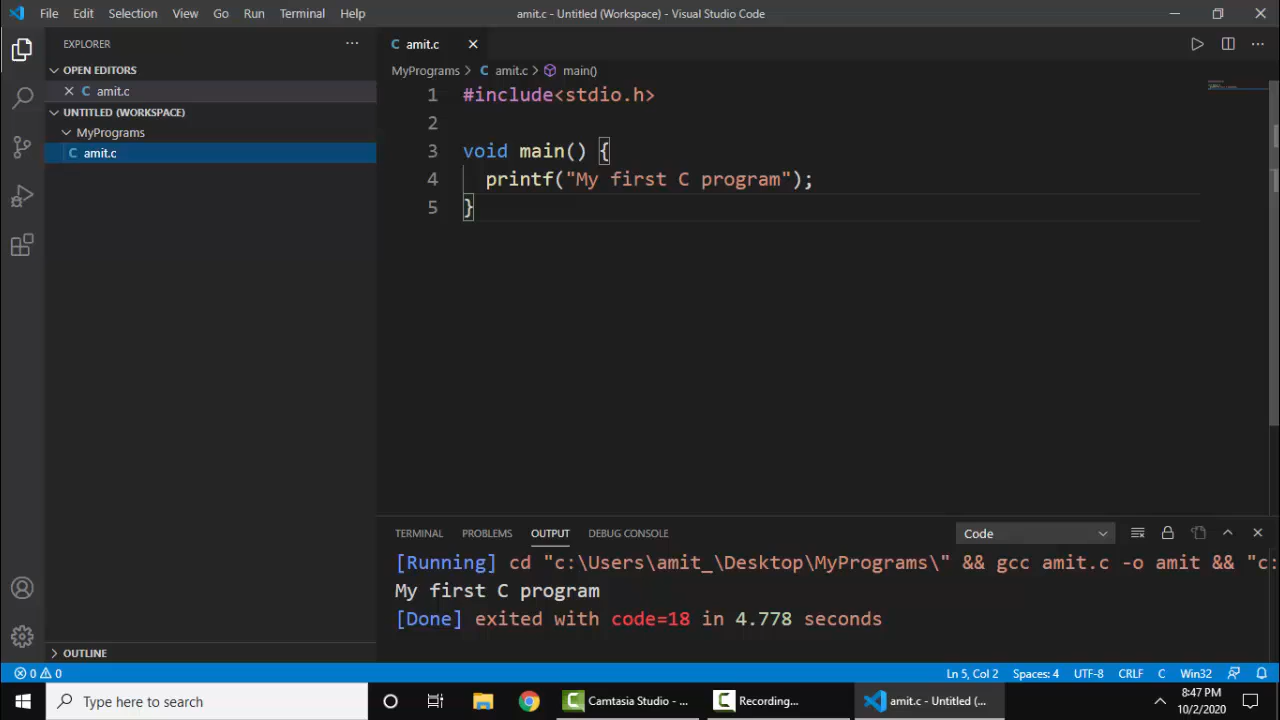 File Edit Selection View Go Run Terminal Help amit.c - Untitled (Workspace) - Visual Studio Code
EXPLORER
OPEN EDITORS
C amit.c
UNTITLED (WORKSPACE)
MyPrograms
C amit.c
C amit.c
MyPrograms > C amit.c > main()
1 #include<stdio.h>
2
3 void main() {
4 printf("My first C program");
5 }
OUTLINE
TERMINAL PROBLEMS OUTPUT DEBUG CONSOLE Code
[Running] cd "c:\Users\amit_\Desktop\MyPrograms\" && gcc amit.c -o amit && "c:
My first C program
[Done] exited with code=18 in 4.778 seconds
0 0 Ln 5, Col 2 Spaces: 4 UTF-8 CRLF C Win32
Type here to search Camtasia Studio - ... Recording... amit.c - Untitled (... 8:47 PM
10/2/2020